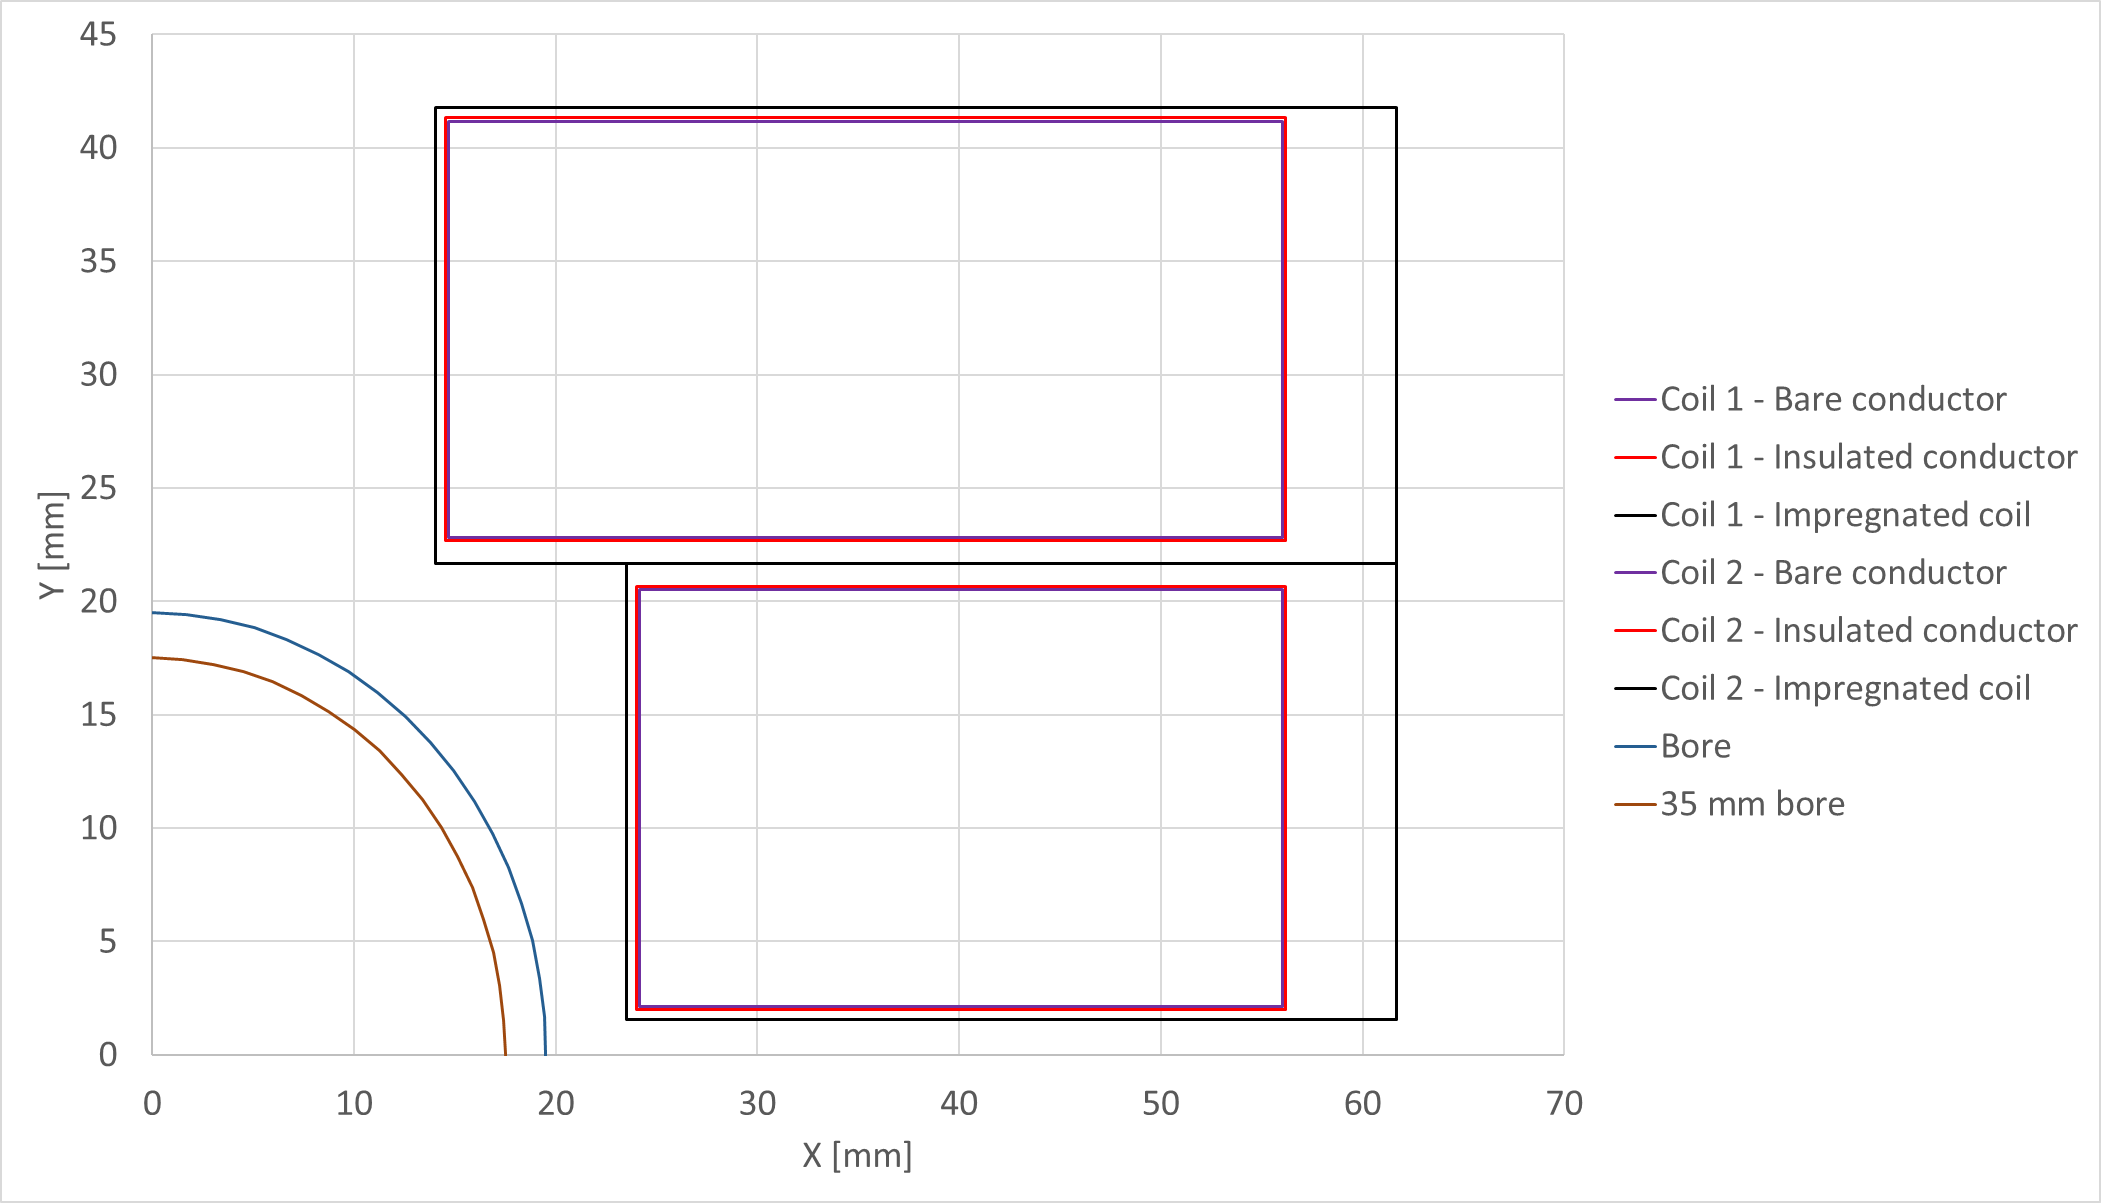 45
40
35
30
25
20
15
10
5
0
Y [mm]
0 10 20 30 40 50 60 70
X [mm]
Coil 1 - Bare conductor
Coil 1 - Insulated conductor
Coil 1 - Impregnated coil
Coil 2 - Bare conductor
Coil 2 - Insulated conductor
Coil 2 - Impregnated coil
Bore
35 mm bore